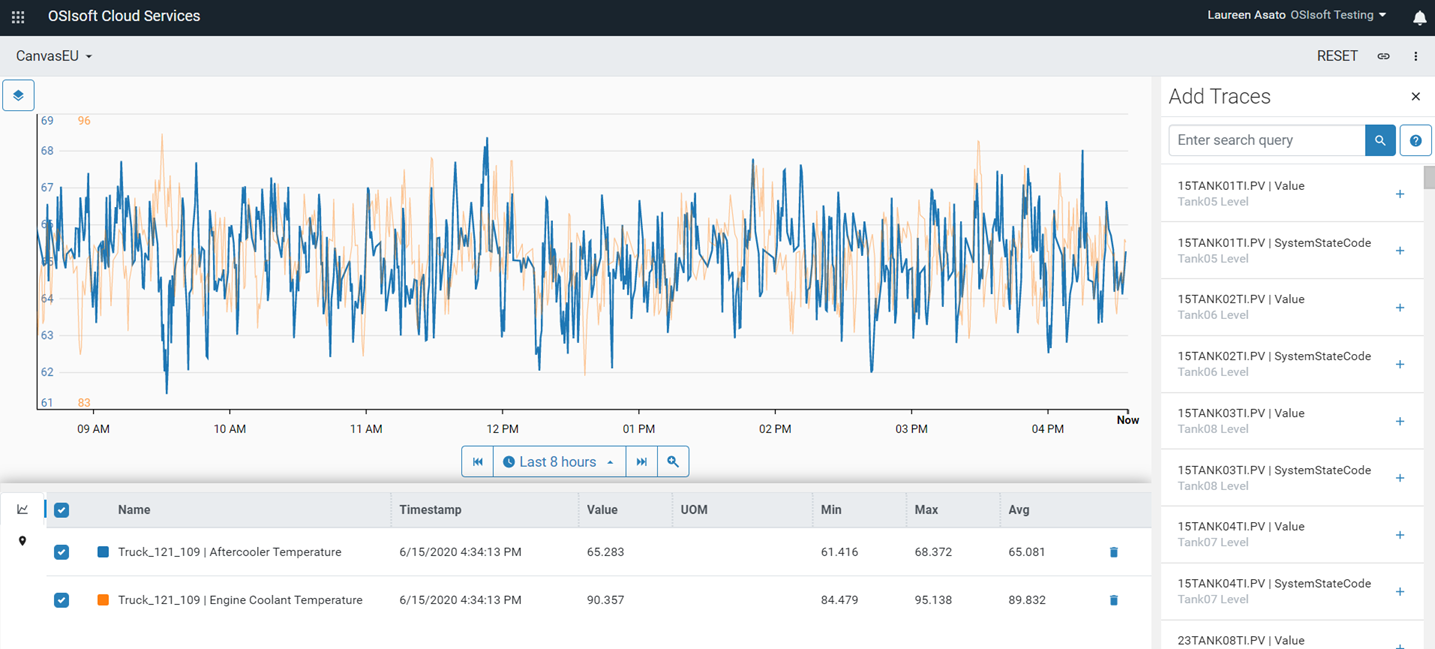 OSIsoft Cloud Services
Laureen Asato OSIsoft Testing
CanvasEU
RESET
69 96
68
67
66
65
64
63
62
61 83
09 AM 10 AM 11 AM 12 PM 01 PM 02 PM 03 PM 04 PM Now
Last 8 hours
Name Timestamp Value UOM Min Max Avg
Truck_121_109 | Aftercooler Temperature 6/15/2020 4:34:13 PM 65.283 61.416 68.372 65.081
Truck_121_109 | Engine Coolant Temperature 6/15/2020 4:34:13 PM 90.357 84.479 95.138 89.832
Add Traces
Enter search query
?
15TANK01TI.PV | Value
Tank05 Level
15TANK01TI.PV | SystemStateCode
Tank05 Level
15TANK02TI.PV | Value
Tank06 Level
15TANK02TI.PV | SystemStateCode
Tank06 Level
15TANK03TI.PV | Value
Tank08 Level
15TANK03TI.PV | SystemStateCode
Tank08 Level
15TANK04TI.PV | Value
Tank07 Level
15TANK04TI.PV | SystemStateCode
Tank07 Level
23TANK08TI.PV | Value